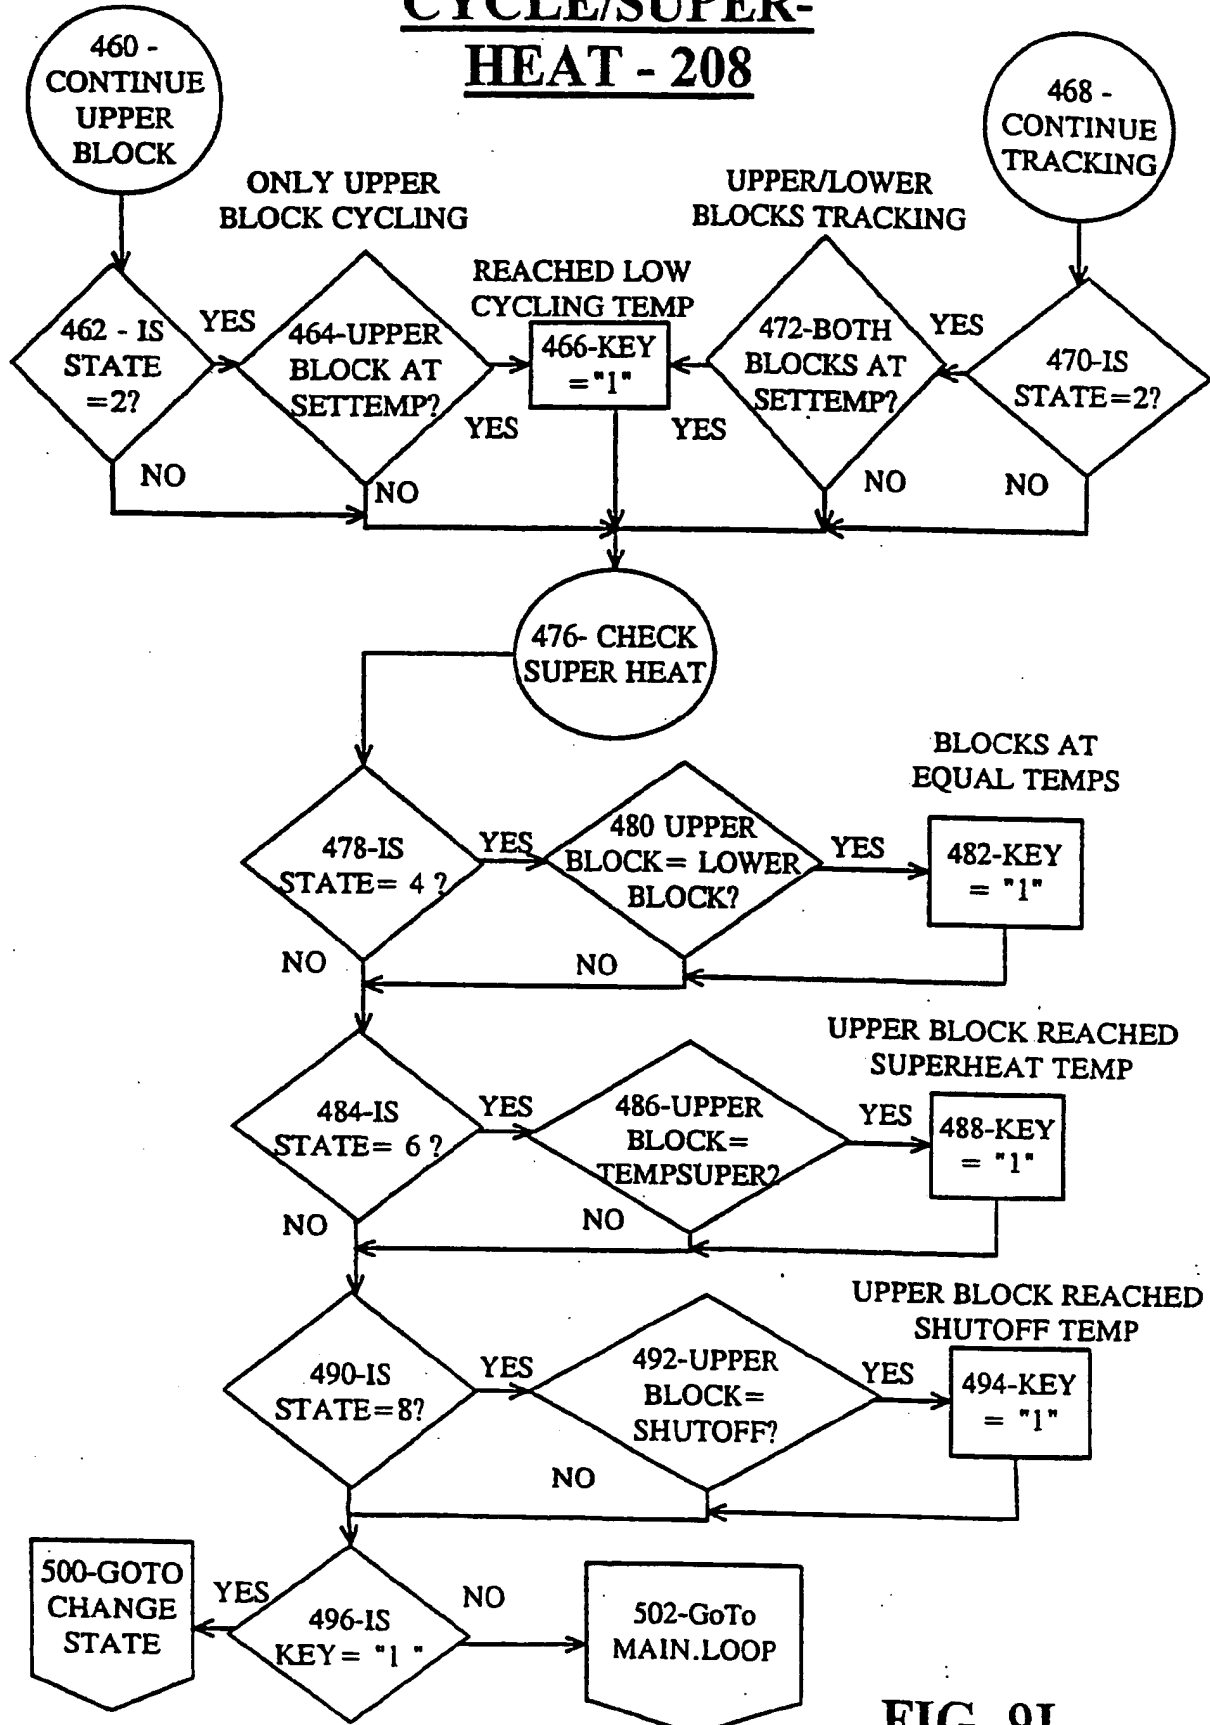 CYCLE/SUPER-
HEAT - 208
460 -
CONTINUE
UPPER
BLOCK
468 -
CONTINUE
TRACKING
ONLY UPPER
BLOCK CYCLING
UPPER/LOWER
BLOCKS TRACKING
REACHED LOW
CYCLING TEMP
462 - IS
STATE
=2?
YES
464-UPPER
BLOCK AT
SETTEMP?
YES
466-KEY
="1"
YES
472-BOTH
BLOCKS AT
SETTEMP?
YES
470-IS
STATE=2?
NO
NO
NO
NO
476- CHECK
SUPER HEAT
BLOCKS AT
EQUAL TEMPS
478-IS
STATE= 4 ?
YES
480 UPPER
BLOCK= LOWER
BLOCK?
YES
482-KEY
= "1"
NO
NO
UPPER BLOCK REACHED
SUPERHEAT TEMP
484-IS
STATE= 6 ?
YES
486-UPPER
BLOCK=
TEMPSUPER?
YES
488-KEY
= "1"
NO
NO
UPPER BLOCK REACHED
SHUTOFF TEMP
490-IS
STATE=8?
YES
492-UPPER
BLOCK=
SHUTOFF?
YES
494-KEY
= "1"
NO
500-GOTO
CHANGE
STATE
YES
496-IS
KEY= "1 "
NO
502-GoTo
MAIN.LOOP